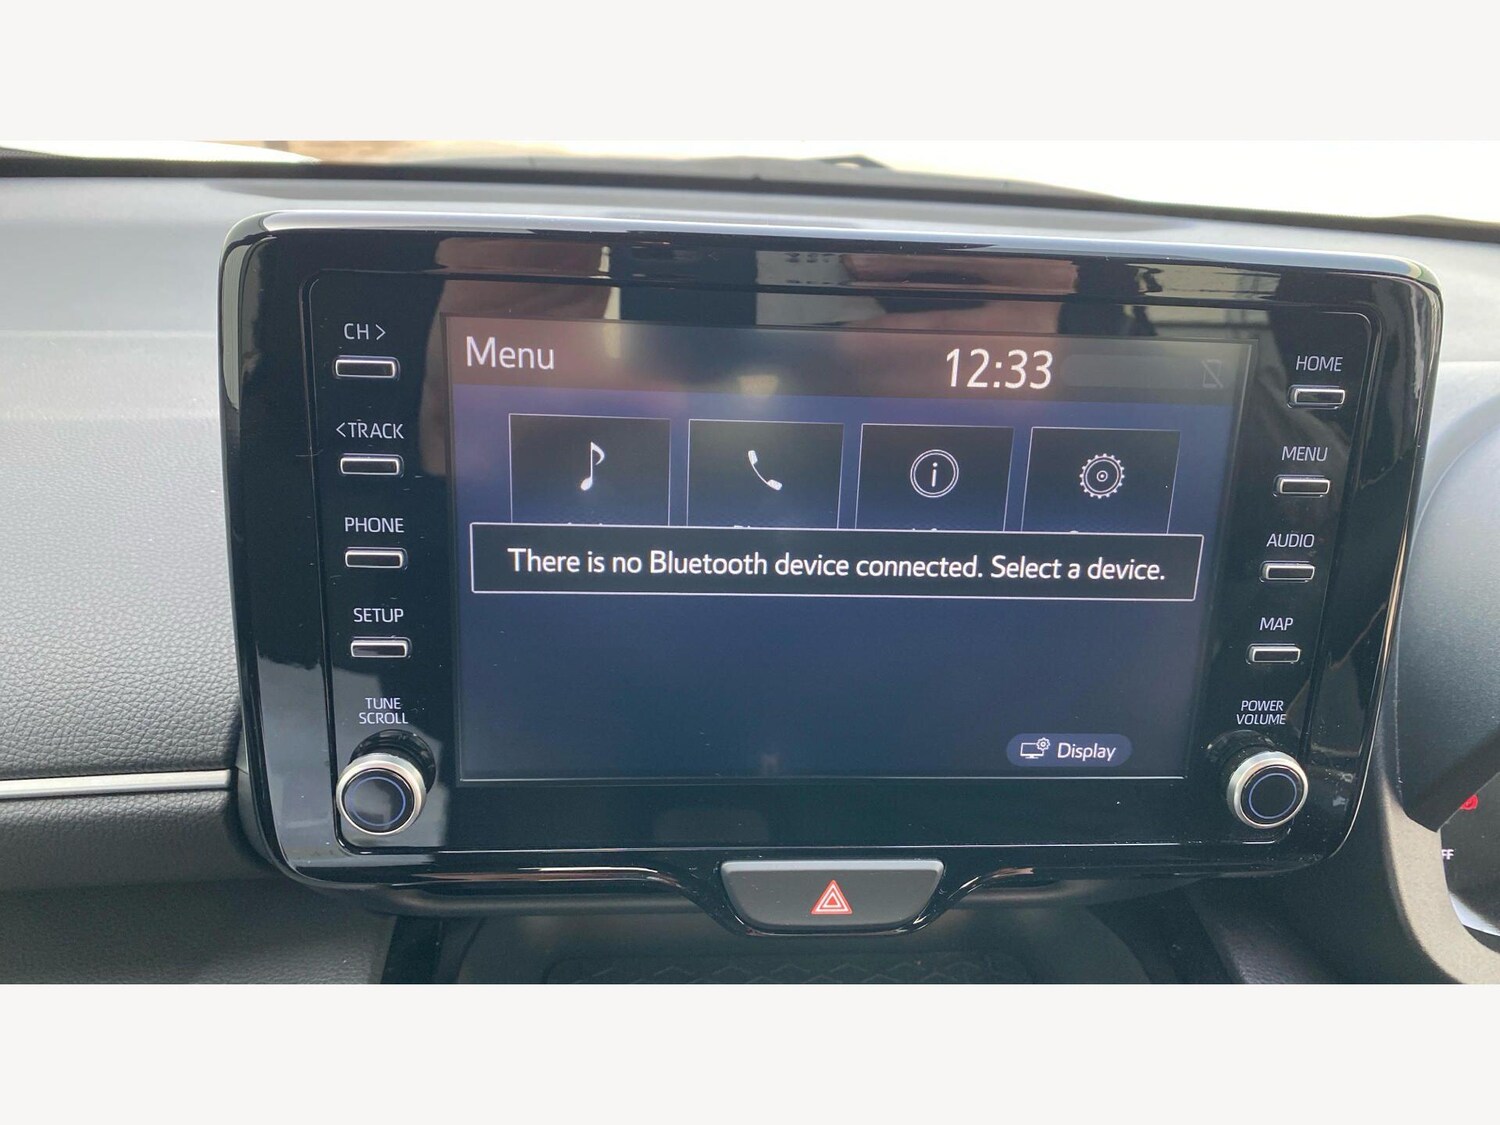 CH >
<TRACK
PHONE
SETUP
TUNE
SCROLL
Menu
12:33
There is no Bluetooth device connected. Select a device.
Display
HOME
MENU
AUDIO
MAP
POWER
VOLUME